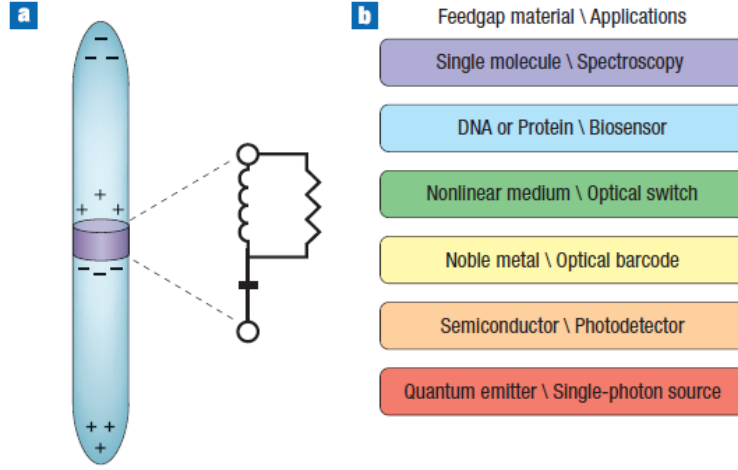 a
b
Feedgap material \ Applications
Single molecule \ Spectroscopy
DNA or Protein \ Biosensor
Nonlinear medium \ Optical switch
Noble metal \ Optical barcode
Semiconductor \ Photodetector
Quantum emitter \ Single-photon source